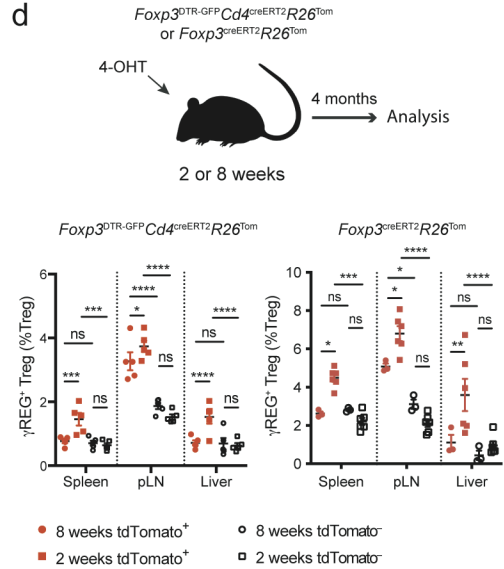 d
Foxp3DTR-GFPCd4creERT2R26Tom
or Foxp3creERT2R26Tom
4-OHT
4 months
Analysis
2 or 8 weeks
Foxp3DTR-GFPCd4creERT2R26Tom
γREG+ Treg (%Treg)
6
4
2
0
ns
***
***
ns
****
*
****
ns
ns
****
****
ns
Spleen
pLN
Liver
Foxp3creERT2R26Tom
γREG+ Treg (%Treg)
10
8
6
4
2
0
***
ns
ns
*
****
*
*
ns
****
ns
ns
**
Spleen
pLN
Liver
8 weeks tdTomato+
8 weeks tdTomato-
2 weeks tdTomato+
2 weeks tdTomato-